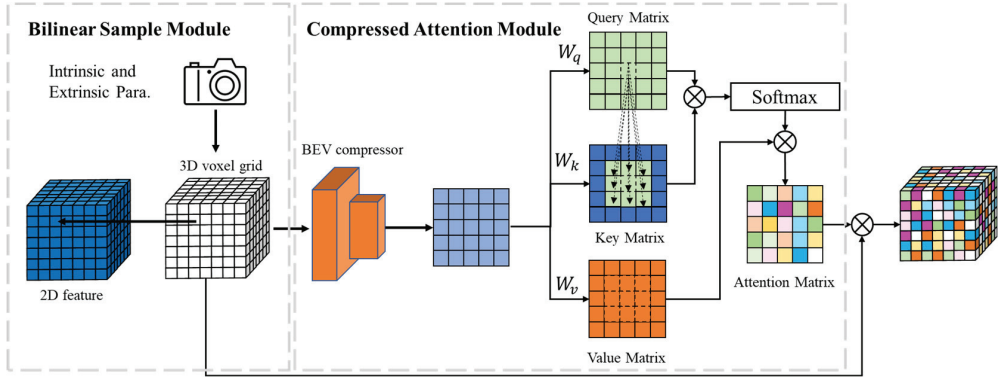 Bilinear Sample Module
Intrinsic and
Extrinsic Para.
3D voxel grid
2D feature
Compressed Attention Module
BEV compressor
W_q
W_k
W_v
Query Matrix
Key Matrix
Value Matrix
Softmax
Attention Matrix